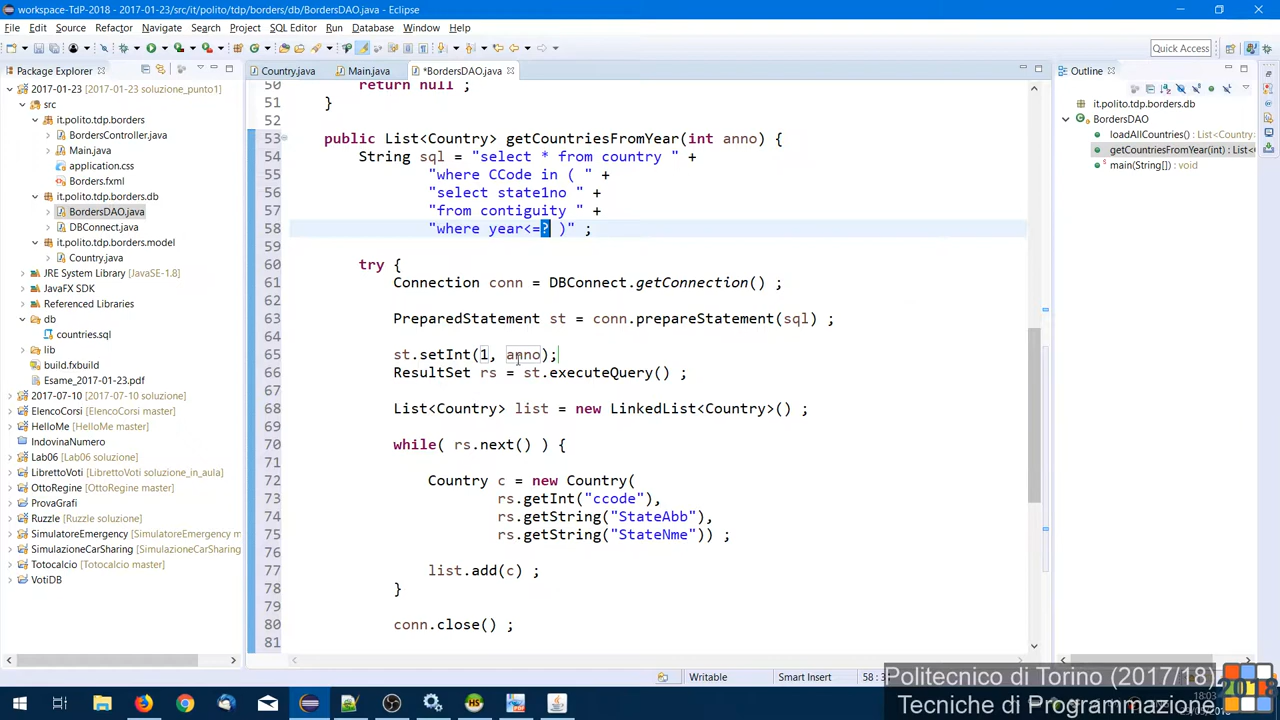 workspace-TdP-2018 - 2017-01-23/src/it/polito/tdp/borders/db/BordersDAO.java - Eclipse
File Edit Source Refactor Navigate Search Project SQL Editor Run Database Window Help
Quick Access
Package Explorer
Country.java
Main.java
*BordersDAO.java
Outline
2017-01-23 [2017-01-23 soluzione_punto1]
src
it.polito.tdp.borders
BordersController.java
Main.java
application.css
Borders.fxml
it.polito.tdp.borders.db
BordersDAO.java
DBConnect.java
it.polito.tdp.borders.model
Country.java
JRE System Library [JavaSE-1.8]
JavaFX SDK
Referenced Libraries
db
countries.sql
lib
build.fxbuild
Esame_2017-01-23.pdf
2017-07-10 [2017-07-10 master]
ElencoCorsi [ElencoCorsi master]
HelloMe [HelloMe master]
IndovinaNumero
Lab06 [Lab06 soluzione]
LibrettoVoti [LibrettoVoti soluzione_in_aula]
OttoRegine [OttoRegine master]
ProvaGrafi
Ruzzle [Ruzzle soluzione]
SimulatoreEmergency [SimulatoreEmergency master]
SimulazioneCarSharing [SimulazioneCarSharing
Totocalcio [Totocalcio master]
VotiDB
50 return null ;
51 }
52
53 public List<Country> getCountriesFromYear(int anno) {
54 String sql = "select * from country " +
55 "where CCode in ( " +
56 "select state1no " +
57 "from contiguity " +
58 "where year<=? )" ;
59
60 try {
61 Connection conn = DBConnect.getConnection() ;
62
63 PreparedStatement st = conn.prepareStatement(sql) ;
64
65 st.setInt(1, anno);
66 ResultSet rs = st.executeQuery() ;
67
68 List<Country> list = new LinkedList<Country>() ;
69
70 while( rs.next() ) {
71
72 Country c = new Country(
73 rs.getInt("ccode"),
74 rs.getString("StateAbb"),
75 rs.getString("StateNme")) ;
76
77 list.add(c) ;
78 }
79
80 conn.close() ;
81
it.polito.tdp.borders.db
BordersDAO
loadAllCountries() : List<Country>
getCountriesFromYear(int) : List<C
main(String[]) : void
Writable
Smart Insert
58 : 3
Politecnico di Torino (2017/18)
Tecniche di Programmazione
2018
18:03